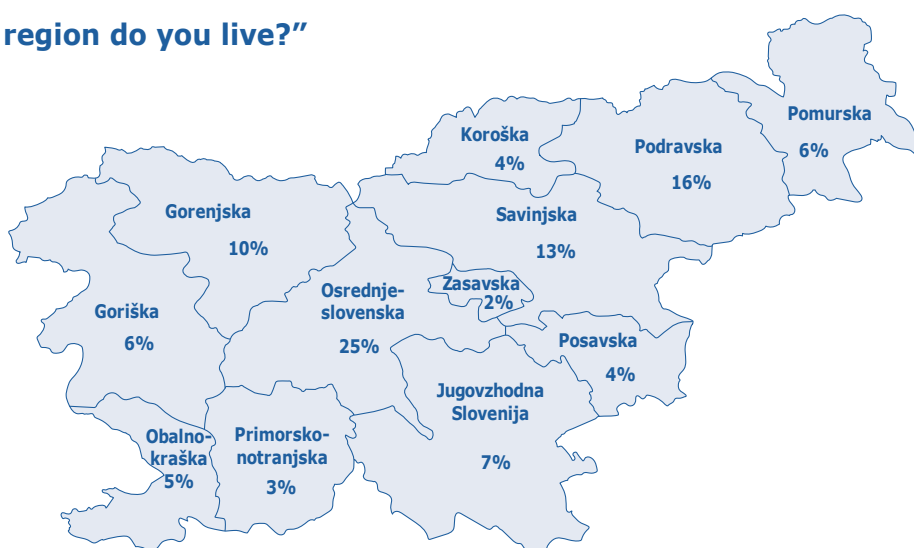 region do you live?”
Pomurska
6%
Koroška
4%
Podravska
16%
Gorenjska
10%
Savinjska
13%
Zasavska
2%
Osrednje-
slovenska
25%
Goriška
6%
Posavska
4%
Jugovzhodna
Slovenija
7%
Obalno-
kraška
5%
Primorsko-
notranjska
3%